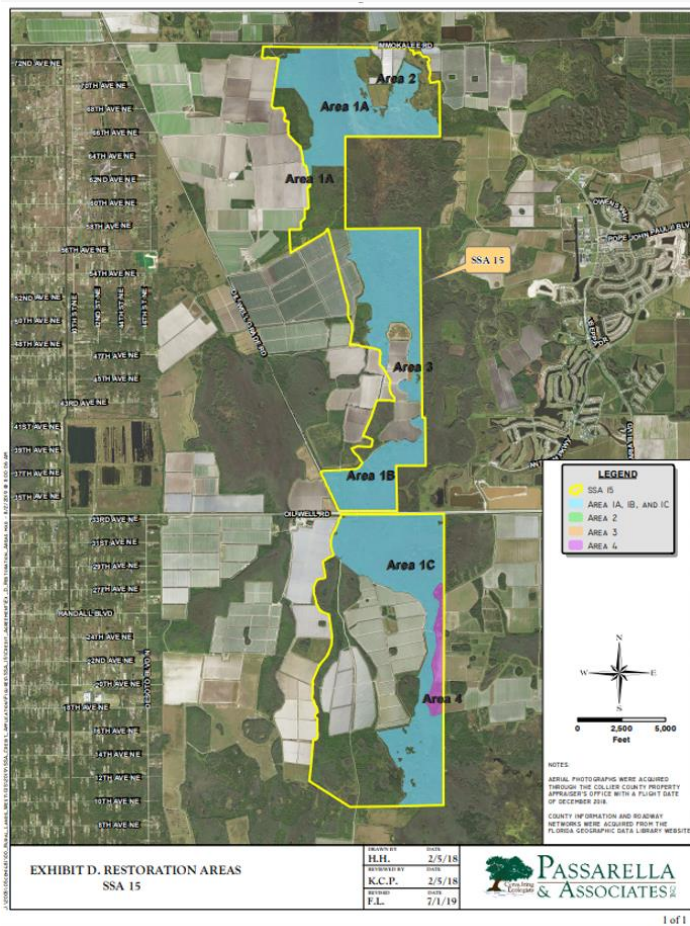 IMMOKALEE RD
72ND AVE NE
70TH AVE NE
68TH AVE NE
66TH AVE NE
64TH AVE NE
62ND AVE NE
60TH AVE NE
58TH AVE NE
56TH AVE NE
54TH AVE NE
52ND AVE NE
50TH AVE NE
48TH AVE NE
47TH AVE NE
45TH AVE NE
43RD AVE NE
41ST AVE NE
39TH AVE NE
37TH AVE NE
35TH AVE NE
33RD AVE NE
31ST AVE NE
29TH AVE NE
27TH AVE NE
RANDALL BLVD
24TH AVE NE
22ND AVE NE
20TH AVE NE
18TH AVE NE
16TH AVE NE
14TH AVE NE
12TH AVE NE
10TH AVE NE
8TH AVE NE
DESOTO BLVD N
OIL WELL RD
Area 2
Area 1A
Area 1A
SSA 15
Area 3
Area 1B
Area 1C
Area 4
POPE JOHN PAUL II BLVD
LEGEND
SSA 15
AREA 1A, 1B, AND 1C
AREA 2
AREA 3
AREA 4
N
W E
S
0 2,500 5,000
Feet
NOTES:
AERIAL PHOTOGRAPHS WERE ACQUIRED
THROUGH THE COLLIER COUNTY PROPERTY
APPRAISER'S OFFICE WITH A FLIGHT DATE
OF DECEMBER 2018.
COUNTY INFORMATION AND ROADWAY
NETWORKS WERE ACQUIRED FROM THE
FLORIDA GEOGRAPHIC DATA LIBRARY WEBSITE
EXHIBIT D. RESTORATION AREAS
SSA 15
DRAWN BY DATE
H.H. 2/5/18
REVIEWED BY DATE
K.C.P. 2/5/18
REVISED DATE
F.L. 7/1/19
Consulting
Ecologists
PASSARELLA
& ASSOCIATES INC
1 of 1